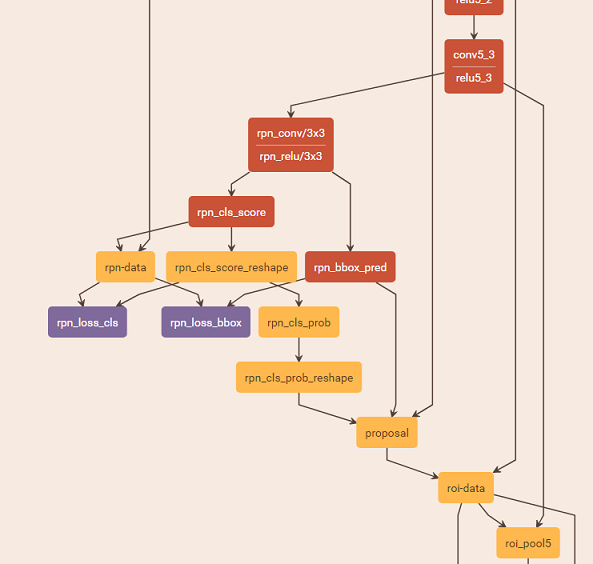 relu5_2
conv5_3
relu5_3
rpn_conv/3x3
rpn_relu/3x3
rpn_cls_score
rpn-data
rpn_cls_score_reshape
rpn_bbox_pred
rpn_loss_cls
rpn_loss_bbox
rpn_cls_prob
rpn_cls_prob_reshape
proposal
roi-data
roi_pool5